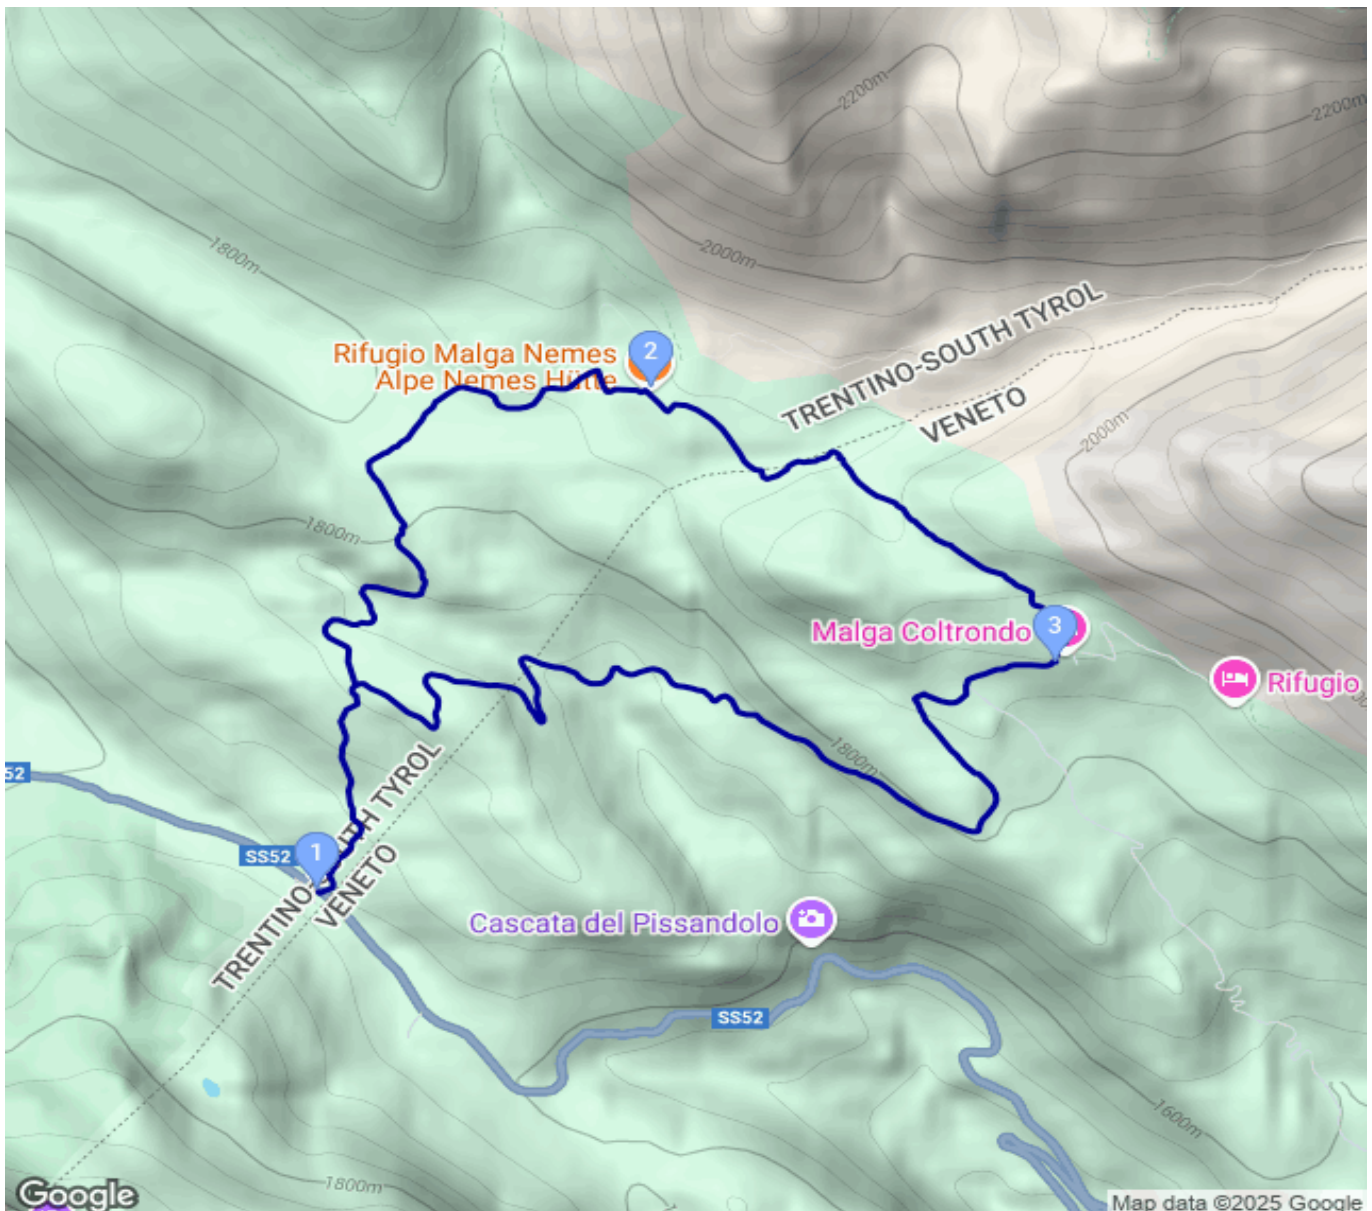 2200m
2200m
1800m
2000m
TRENTINO-SOUTH TYROL
VENETO
Rifugio Malga Nemes
Alpe Nemes Hütte
2
2000m
1800m
Malga Coltrondo
3
Rifugio
1800m
52
SS52
1
TRENTINO-SOUTH TYROL
VENETO
Cascata del Pissandolo
SS52
1600m
1800m
Google
Map data ©2025 Google